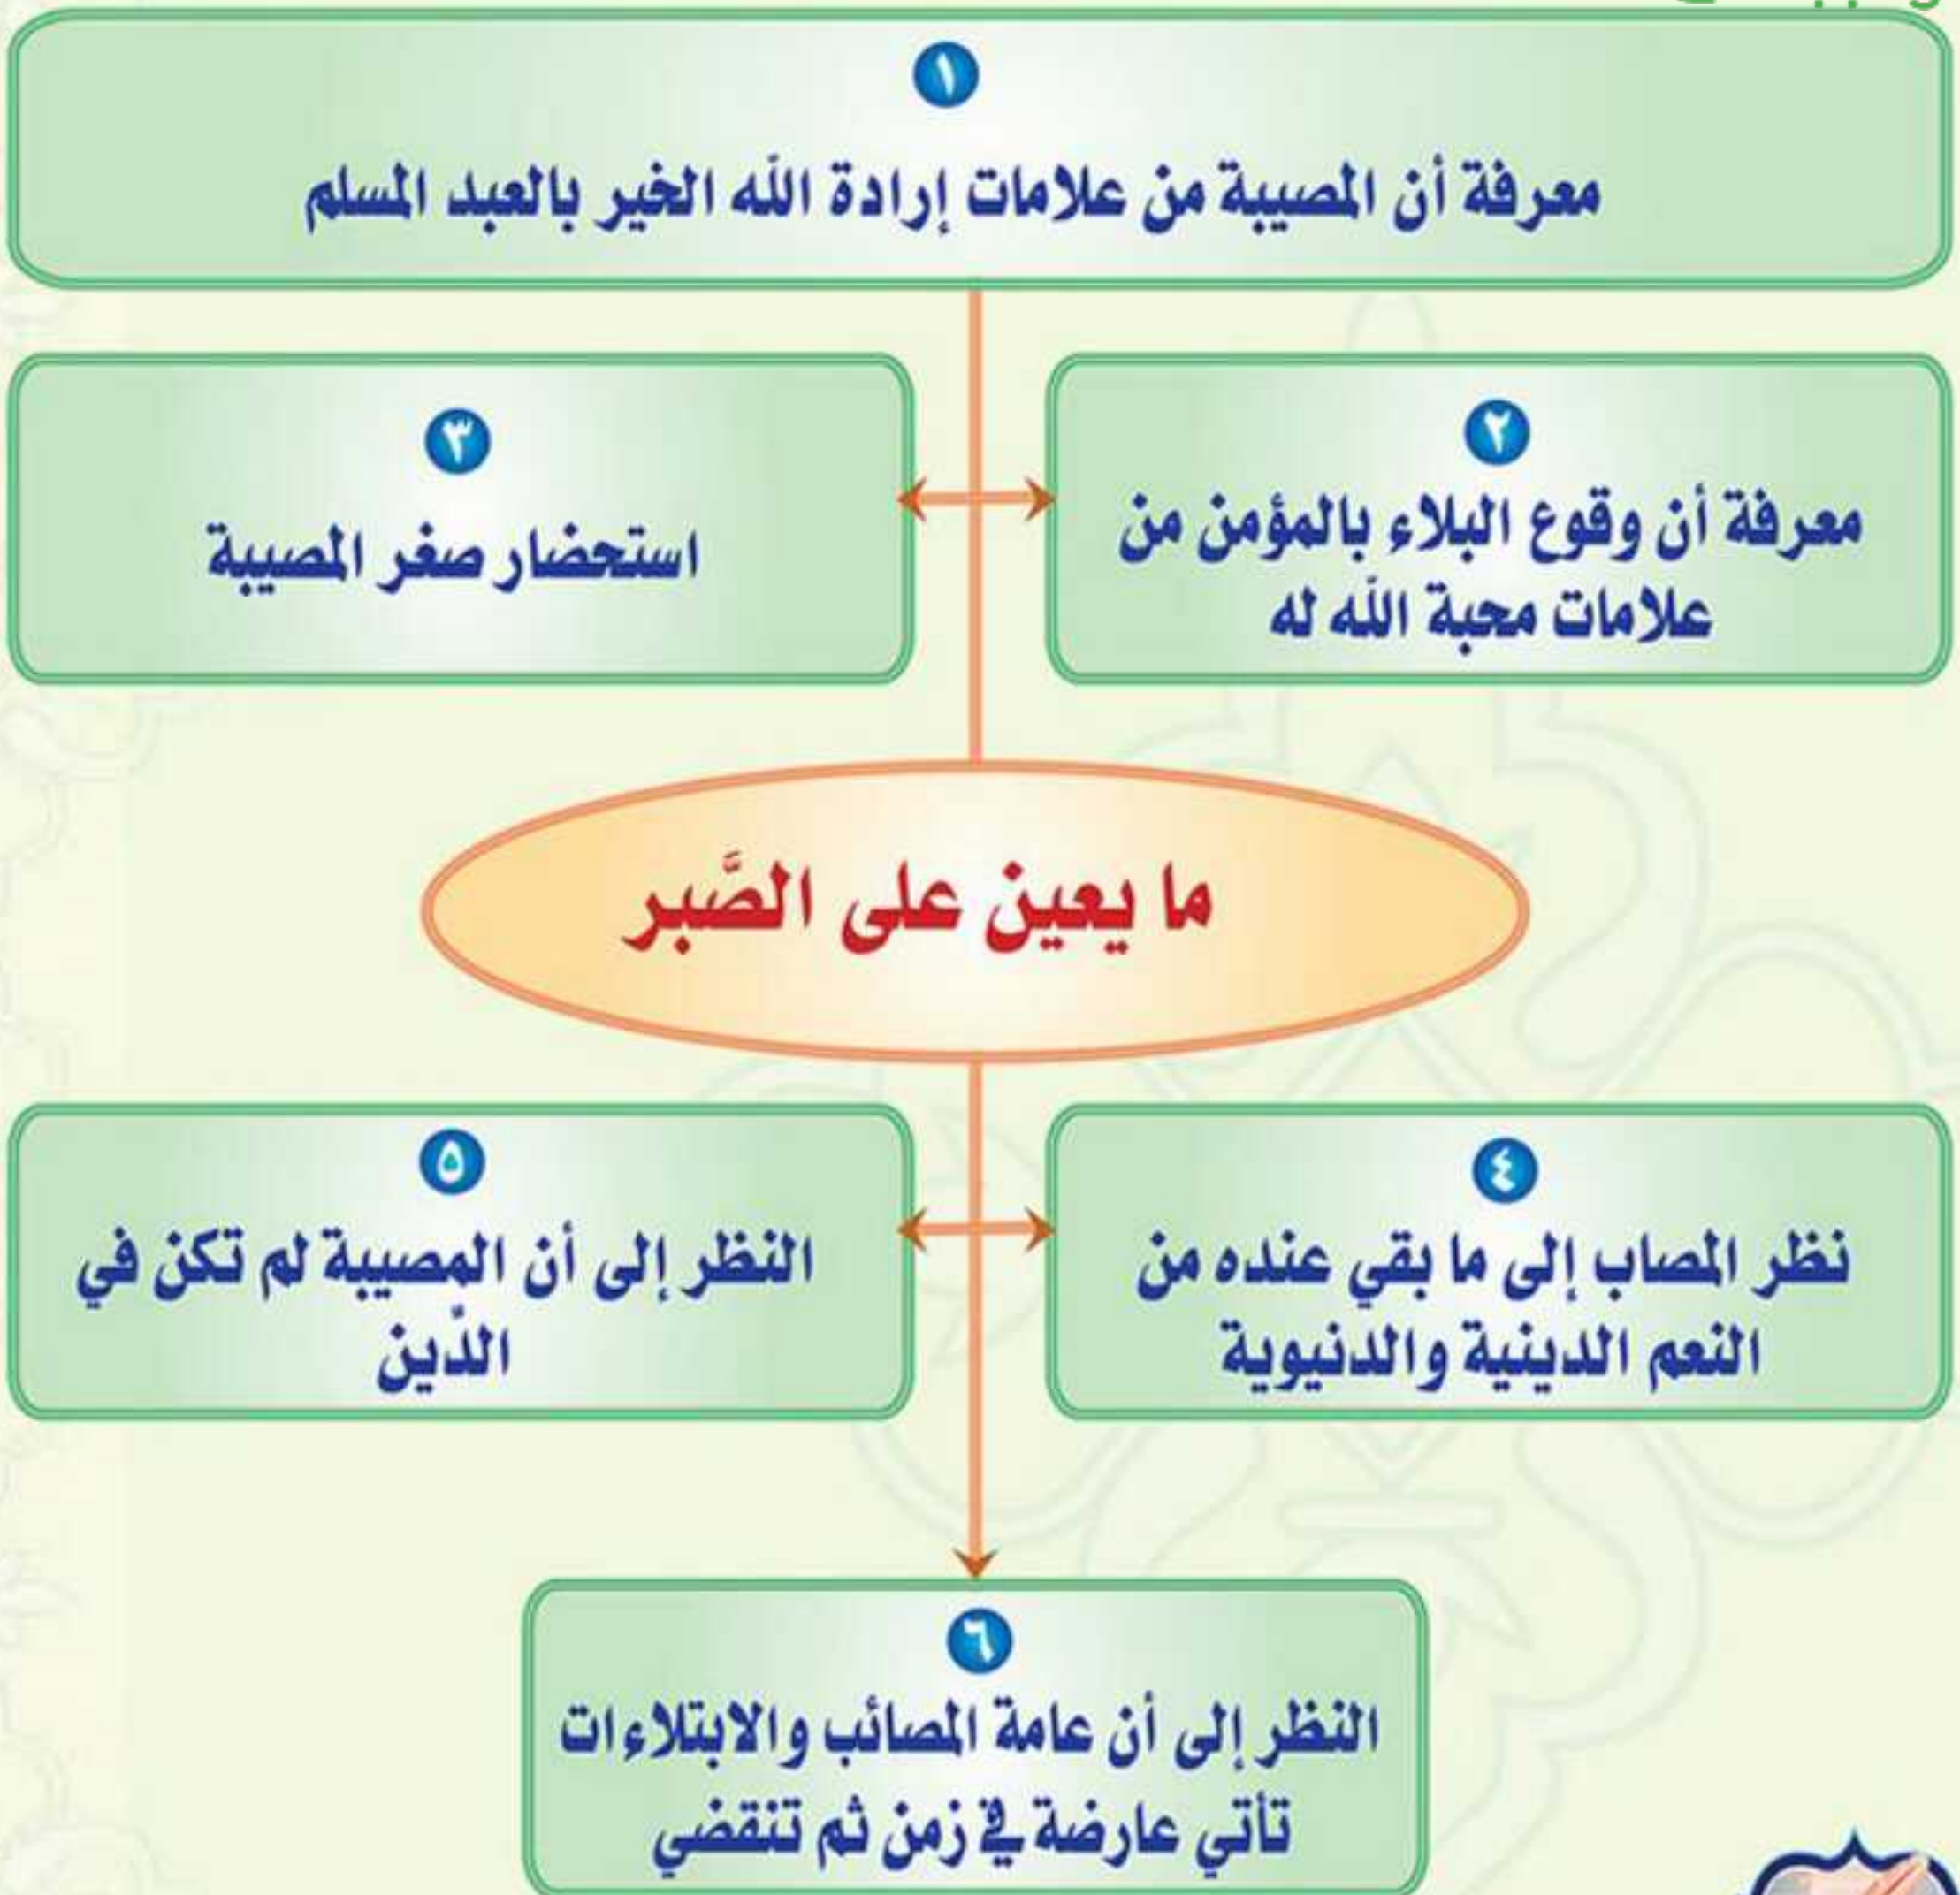 ١
معرفة أن المصيبة من علامات إرادة الله الخير بالعبد المسلم
٢
معرفة أن وقوع البلاء بالمؤمن من
علامات محبة الله له
٣
استحضار صغر المصيبة
ما يعين على الصَّبر
٤
نظر المصاب إلى ما بقي عنده من
النعم الدينية والدنيوية
٥
النظر إلى أن المصيبة لم تكن في
الدِّين
٦
النظر إلى أن عامة المصائب والابتلاءات
تأتي عارضة في زمن ثم تنقضي